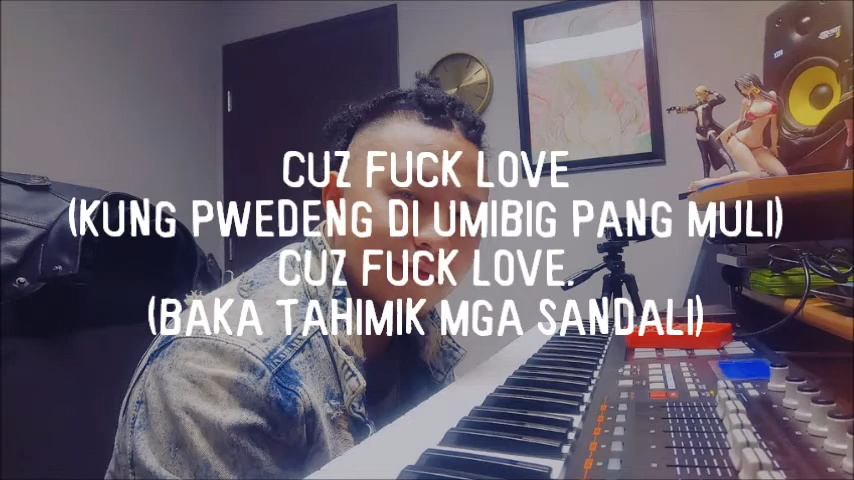 CUZ FUCK LOVE
(KUNG PWEDENG DI UMIBIG PANG MULI)
CUZ FUCK LOVE.
(BAKA TAHIMIK MGA SANDALI)